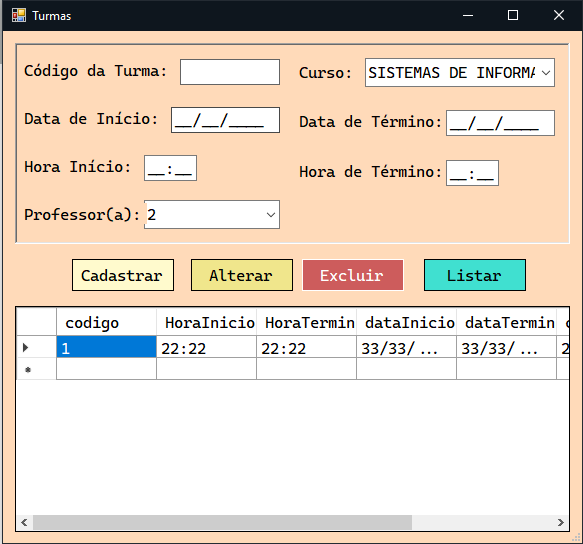 Turmas
Código da Turma:
Curso: SISTEMAS DE INFORMA
Data de Início: __/__/____
Data de Término: __/__/____
Hora Início: __:__
Hora de Término: __:__
Professor(a): 2
Cadastrar Alterar Excluir Listar
codigo HoraInicio HoraTermin dataInicio dataTermin
1 22:22 22:22 33/33/ ... 33/33/ ... 2
*